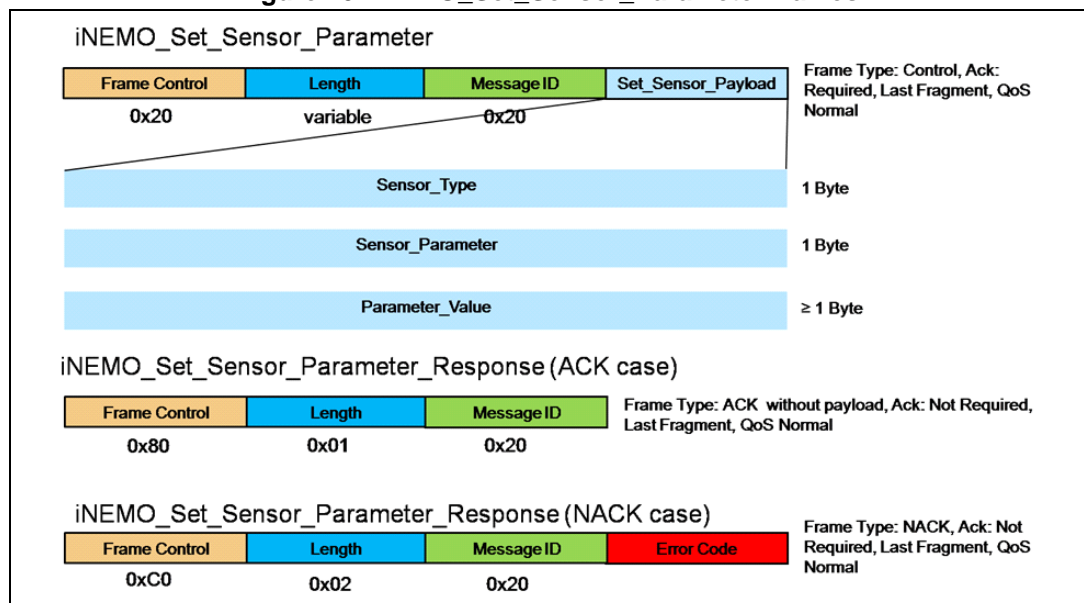 iNEMO_Set_Sensor_Parameter
Frame Control Length Message ID Set_Sensor_Payload
0x20 variable 0x20
Frame Type: Control, Ack:
Required, Last Fragment, QoS
Normal
Sensor_Type 1 Byte
Sensor_Parameter 1 Byte
Parameter_Value ≥ 1 Byte
iNEMO_Set_Sensor_Parameter_Response (ACK case)
Frame Control Length Message ID
0x80 0x01 0x20
Frame Type: ACK without payload, Ack: Not Required,
Last Fragment, QoS Normal
iNEMO_Set_Sensor_Parameter_Response (NACK case)
Frame Control Length Message ID Error Code
0xC0 0x02 0x20
Frame Type: NACK, Ack: Not
Required, Last Fragment, QoS
Normal